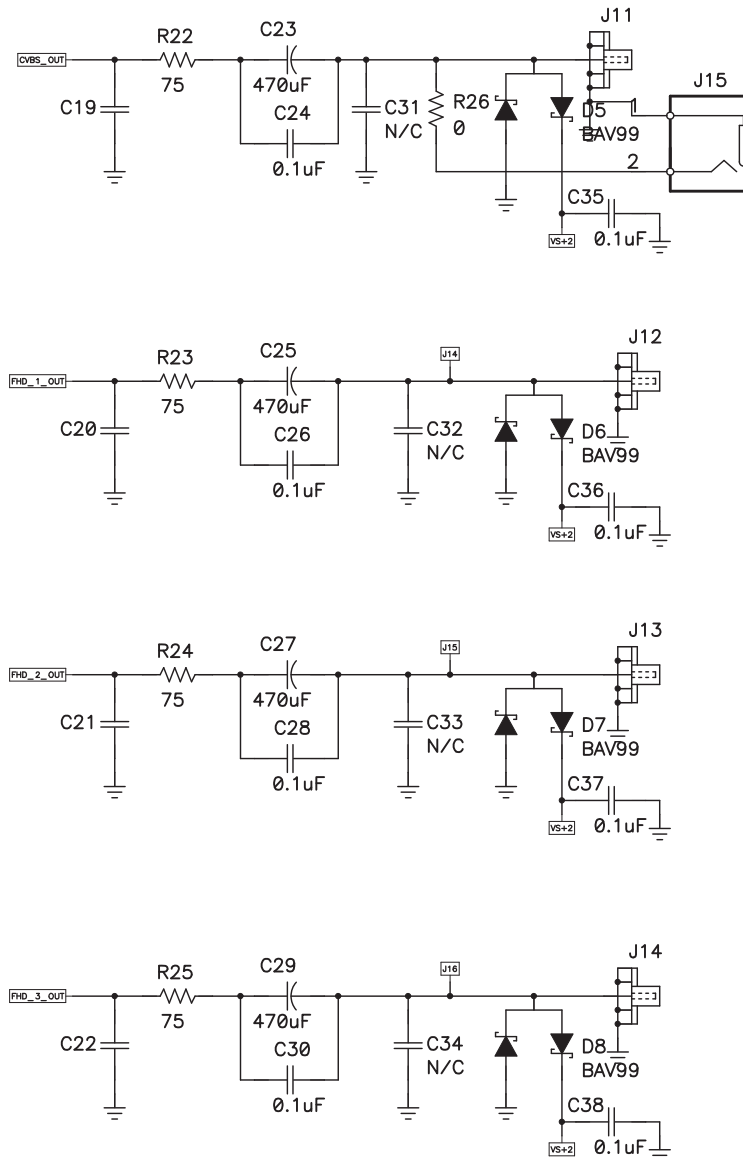 J11
C23
R22
CVBS_OUT
J15
470uF
75
C24
C19
C31
R26
D5
1
N/C
0
BAV99
0.1uF
2
C35
VS+2
0.1uF
J12
C25
R23
J14
FHD_1_OUT
470uF
75
C26
C20
C32
D6
N/C
BAV99
0.1uF
C36
VS+2
0.1uF
J13
C27
R24
J15
FHD_2_OUT
470uF
75
C28
C21
C33
D7
N/C
BAV99
0.1uF
C37
VS+2
0.1uF
J14
C29
R25
J16
FHD_3_OUT
470uF
75
C30
C22
C34
D8
N/C
BAV99
0.1uF
C38
VS+2
0.1uF